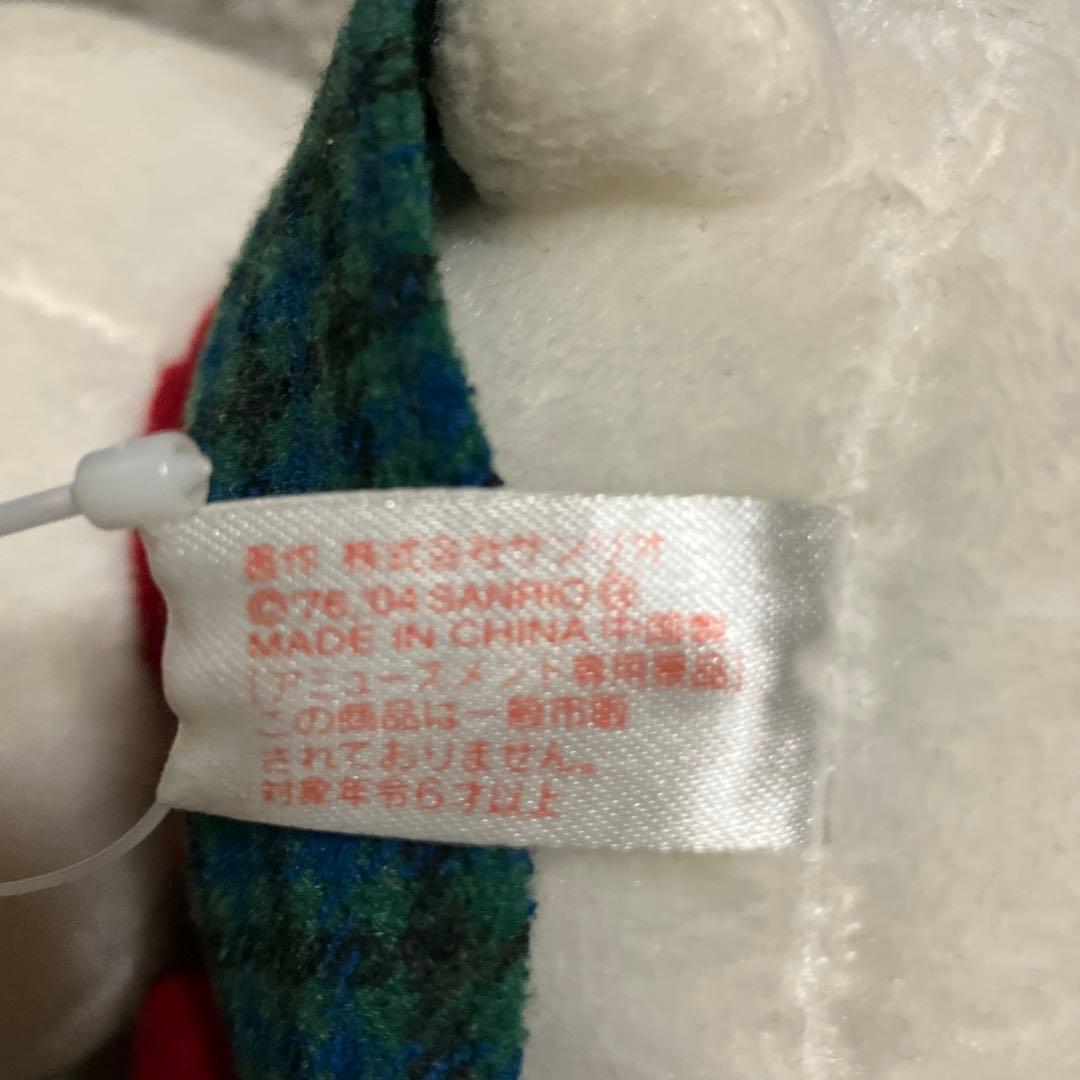 著作 株式会社サンリオ
©'76,'04 SANRIO Ⓛ
MADE IN CHINA 中国製
[アミューズメント専用景品]
この商品は一般市販
されておりません。
対象年令6才以上